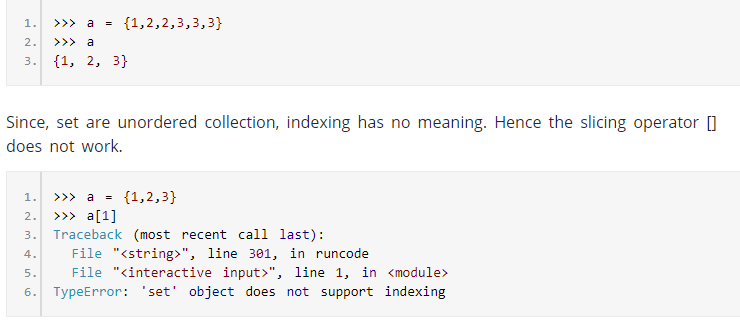 1. >>> a = {1,2,2,3,3,3}
2. >>> a
3. {1, 2, 3}
Since, set are unordered collection, indexing has no meaning. Hence the slicing operator []
does not work.
1. >>> a = {1,2,3}
2. >>> a[1]
3. Traceback (most recent call last):
4.   File "<string>", line 301, in runcode
5.   File "<interactive input>", line 1, in <module>
6. TypeError: 'set' object does not support indexing